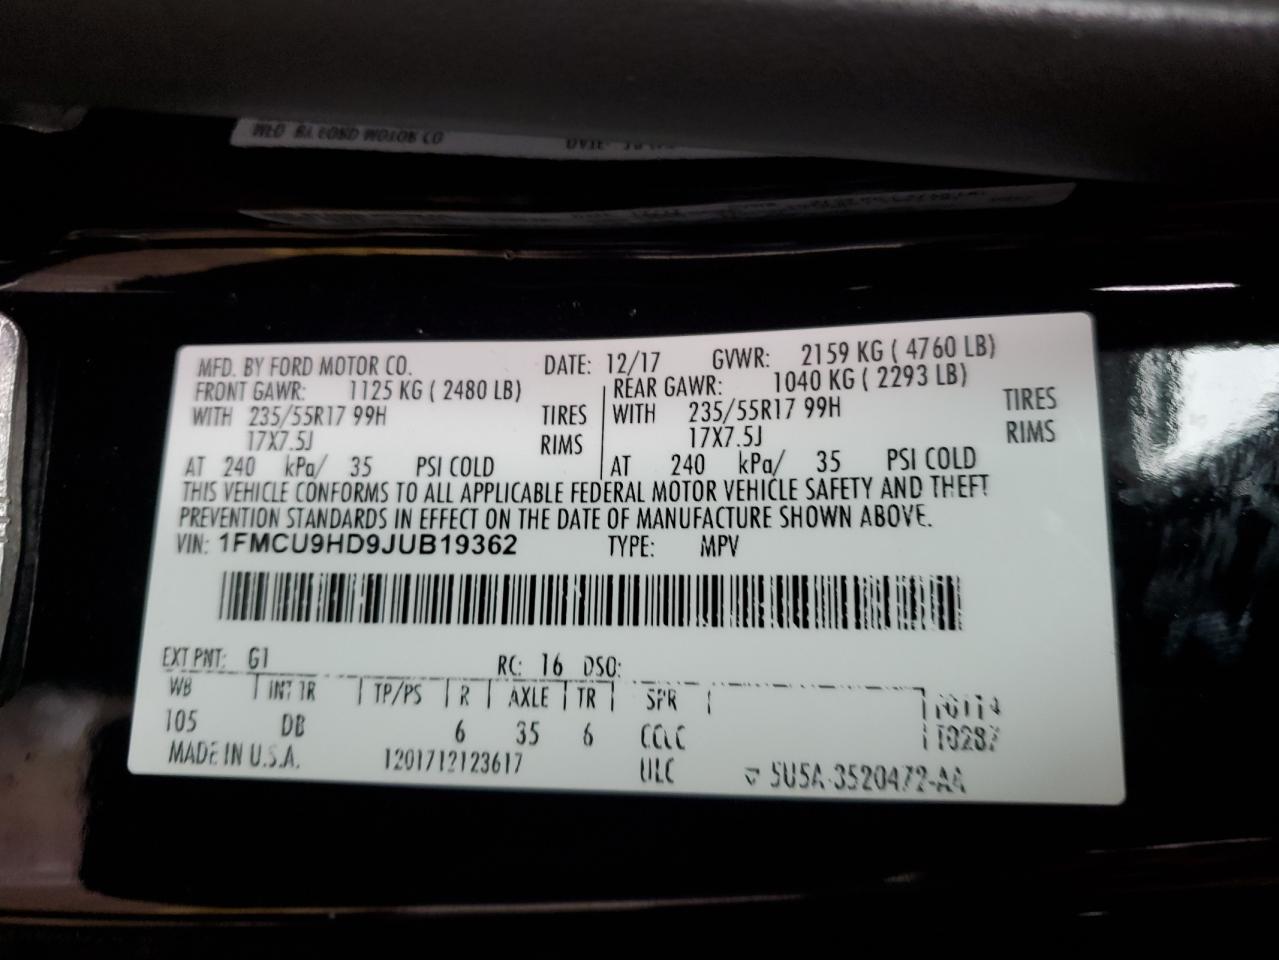 MFD. BY FORD MOTOR CO. DATE: 12/17 GVWR: 2159 KG ( 4760 LB)
FRONT GAWR: 1125 KG ( 2480 LB) REAR GAWR: 1040 KG ( 2293 LB)
WITH 235/55R17 99H TIRES WITH 235/55R17 99H TIRES
17X7.5J RIMS 17X7.5J RIMS
AT 240 kPa/ 35 PSI COLD AT 240 kPa/ 35 PSI COLD
THIS VEHICLE CONFORMS TO ALL APPLICABLE FEDERAL MOTOR VEHICLE SAFETY AND THEFT
PREVENTION STANDARDS IN EFFECT ON THE DATE OF MANUFACTURE SHOWN ABOVE.
VIN: 1FMCU9HD9JUB19362 TYPE: MPV
EXT PNT: G1 RC: 16 DSO:
WB INT TR TP/PS R AXLE TR SPR
105 DB 6 35 6
MADE IN U.S.A. 1201712123617 5U5A-3520472-AA